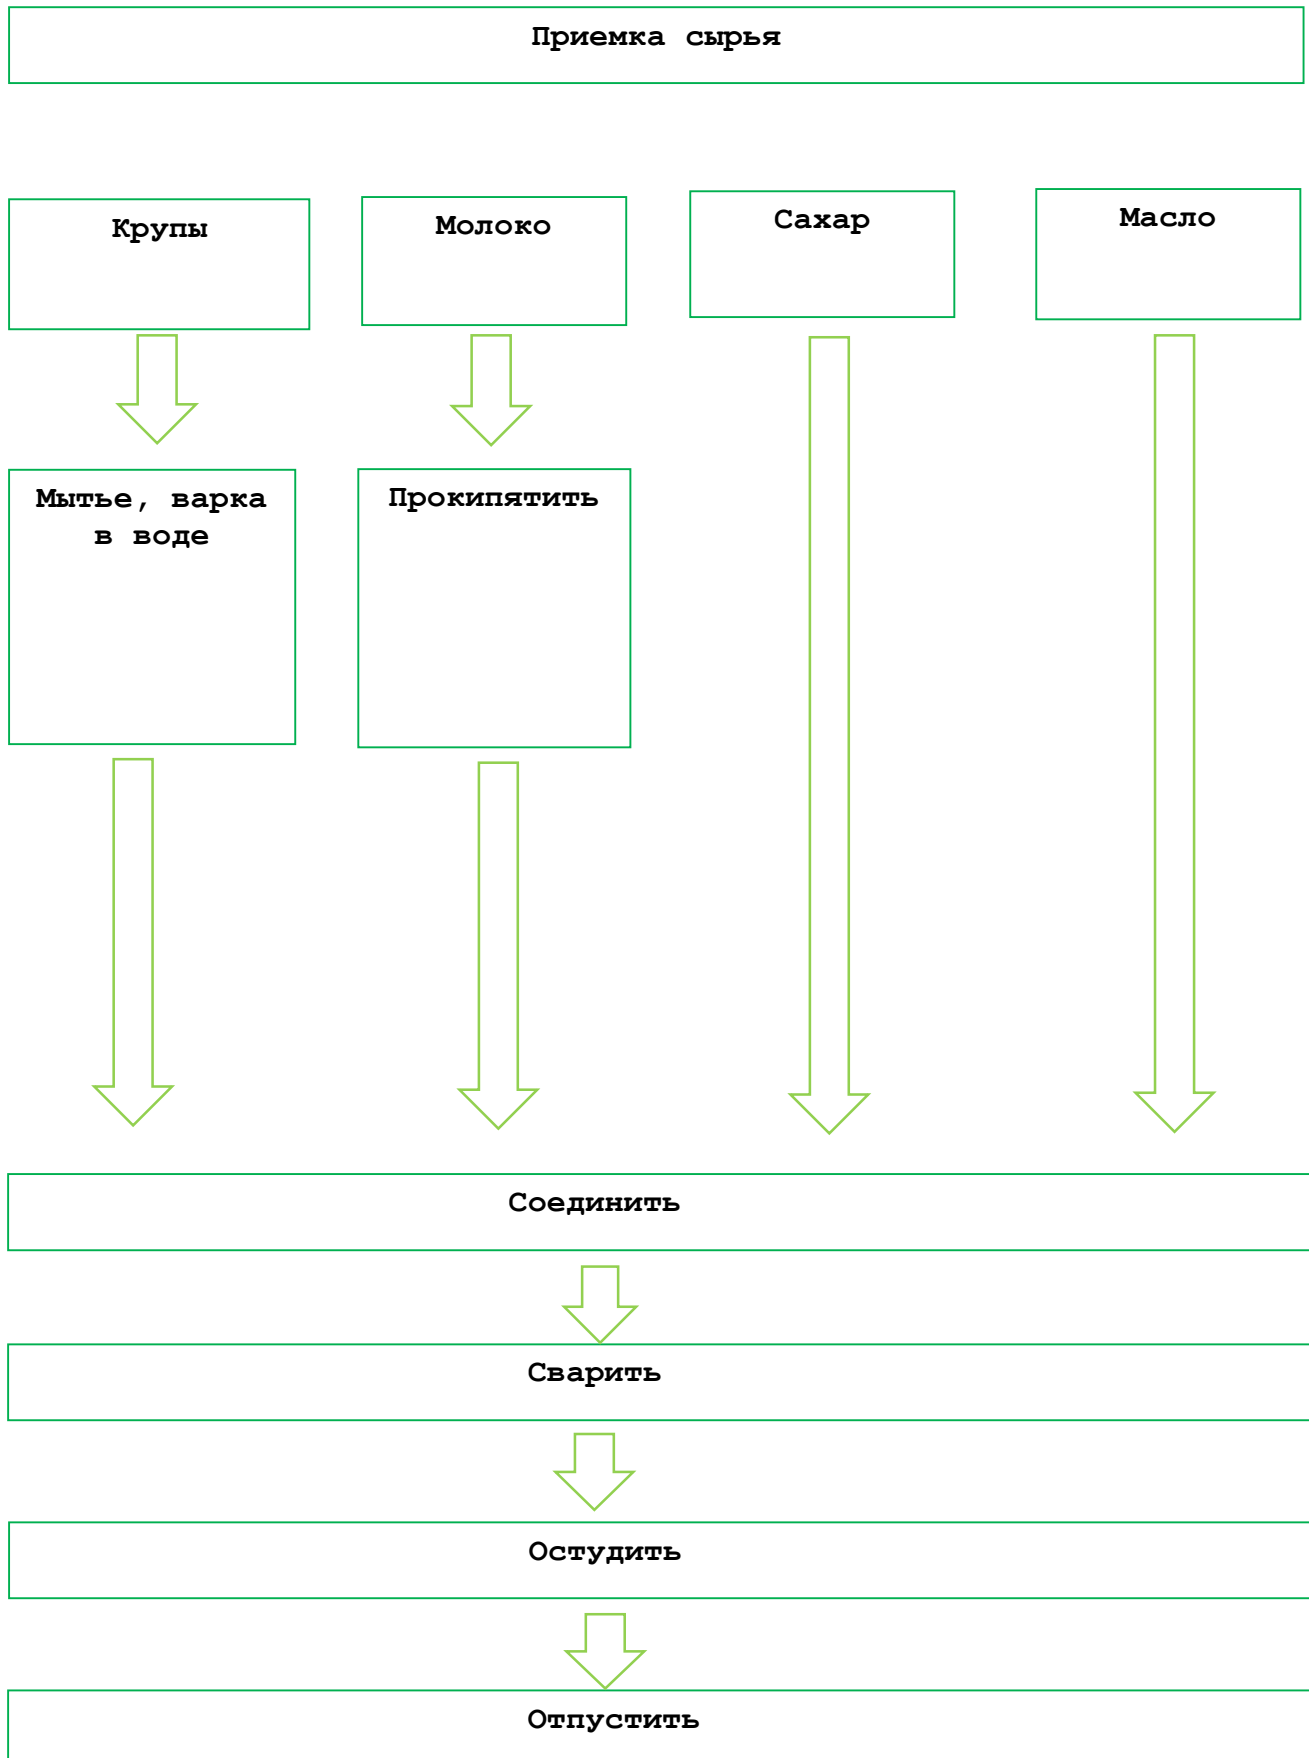 Приемка сырья
Крупы
Молоко
Сахар
Масло
Мытье, варка
в воде
Прокипятить
Соединить
Сварить
Остудить
Отпустить